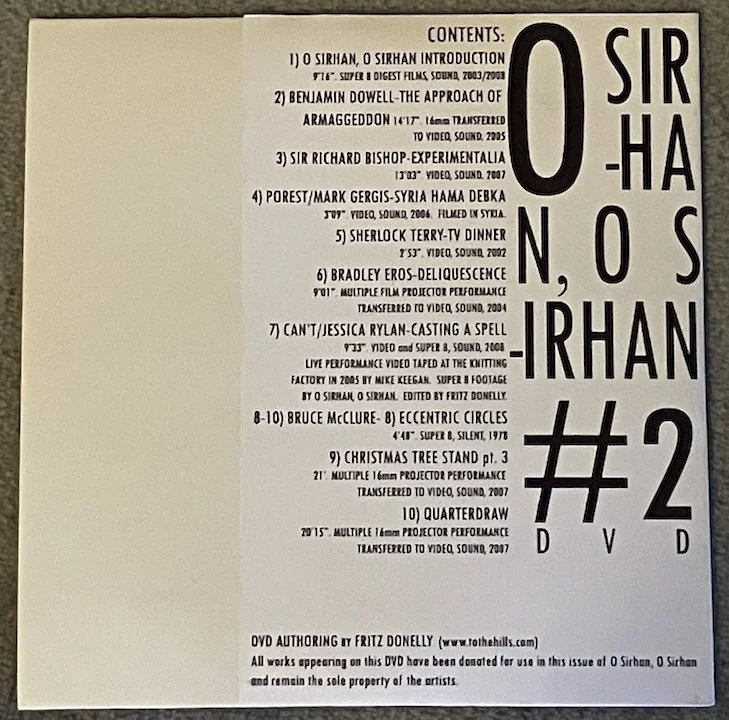 CONTENTS:
1) O SIRHAN, O SIRHAN INTRODUCTION
9'16". SUPER 8 DIGEST FILMS, SOUND, 2003/2008
2) BENJAMIN DOWELL-THE APPROACH OF
ARMAGGEDON 14'17". 16mm TRANSFERRED
TO VIDEO, SOUND. 2005
3) SIR RICHARD BISHOP-EXPERIMENTALIA
13'03". VIDEO, SOUND. 2007
4) POREST/MARK GERGIS-SYRIA HAMA DEBKA
3'09". VIDEO, SOUND, 2006. FILMED IN SYRIA.
5) SHERLOCK TERRY-TV DINNER
2'53". VIDEO, SOUND, 2002
6) BRADLEY EROS-DELIQUESCENCE
9'01". MULTIPLE FILM PROJECTOR PERFORMANCE
TRANSFERRED TO VIDEO, SOUND, 2004
7) CAN'T/JESSICA RYLAN-CASTING A SPELL
9'33" VIDEO and SUPER 8, SOUND, 2008
LIVE PERFORMANCE VIDEO TAPED AT THE KNITTING
FACTORY IN 2005 BY MIKE KEEGAN. SUPER 8 FOOTAGE
BY O SIRHAN, O SIRHAN. EDITED BY FRITZ DONELLY.
8-10) BRUCE McCLURE- 8) ECCENTRIC CIRCLES
4'48". SUPER 8, SILENT, 1978
9) CHRISTMAS TREE STAND pt. 3
21'. MULTIPLE 16mm PROJECTOR PERFORMANCE
TRANSFERRED TO VIDEO, SOUND, 2007
10) QUARTERDRAW
20'15". MULTIPLE 16mm PROJECTOR PERFORMANCE
TRANSFERRED TO VIDEO, SOUND, 2007
O SIR
-HA
N, O S
-IRHAN
#2
DVD
DVD AUTHORING BY FRITZ DONELLY (www.tothehills.com)
All works appearing on this DVD have been donated for use in this issue of O Sirhan, O Sirhan
and remain the sole property of the artists.